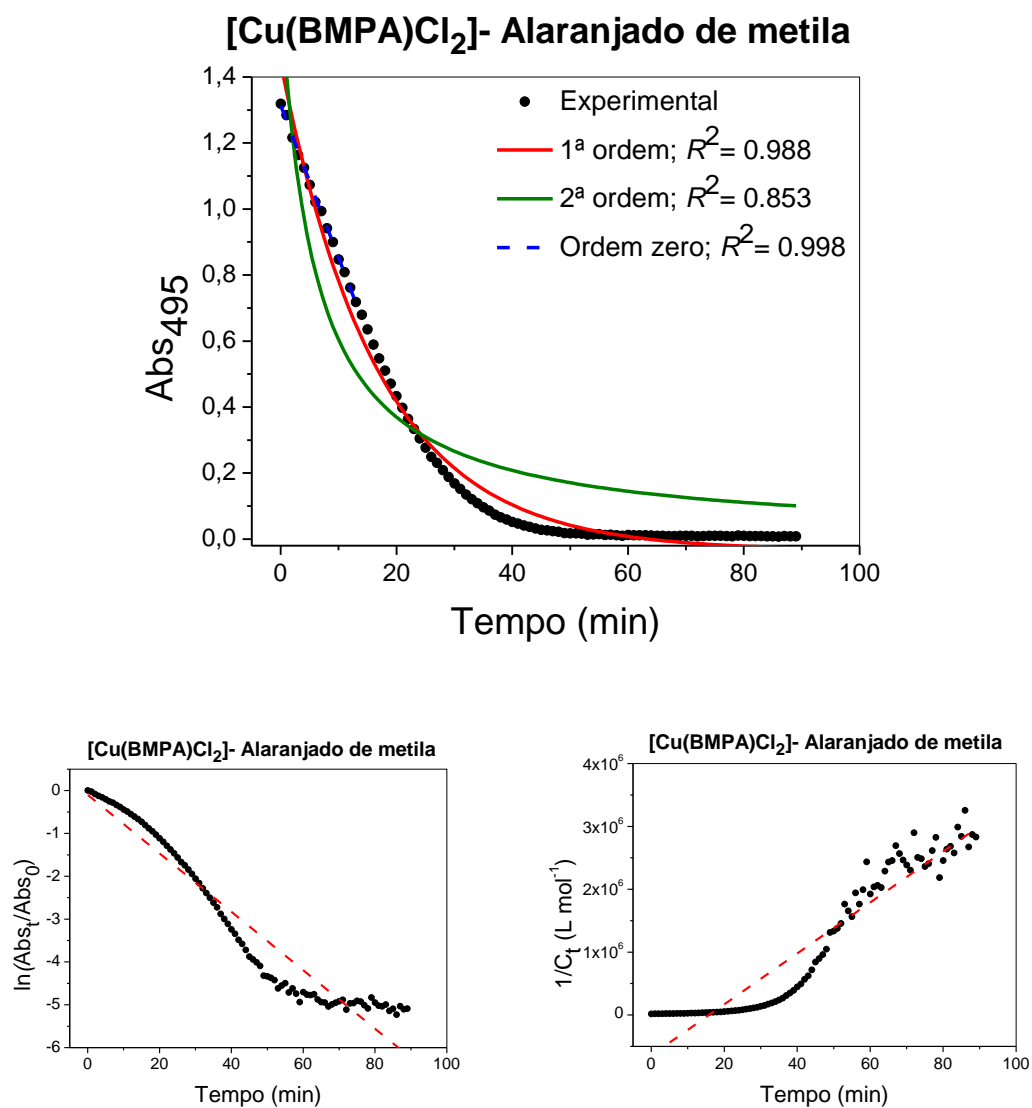 [Cu(BMPA)Cl2]- Alaranjado de metila
1,4
1,2
1,0
0,8
0,6
0,4
0,2
0,0
Abs495
Experimental
1ª ordem; R2= 0.988
2ª ordem; R2= 0.853
Ordem zero; R2= 0.998
0 20 40 60 80 100
Tempo (min)
[Cu(BMPA)Cl2]- Alaranjado de metila
0
-1
-2
-3
-4
-5
-6
ln(Abst/Abs0)
0 20 40 60 80 100
Tempo (min)
[Cu(BMPA)Cl2]- Alaranjado de metila
4x10^6
3x10^6
2x10^6
1x10^6
0
1/Ct (L mol-1)
0 20 40 60 80 100
Tempo (min)